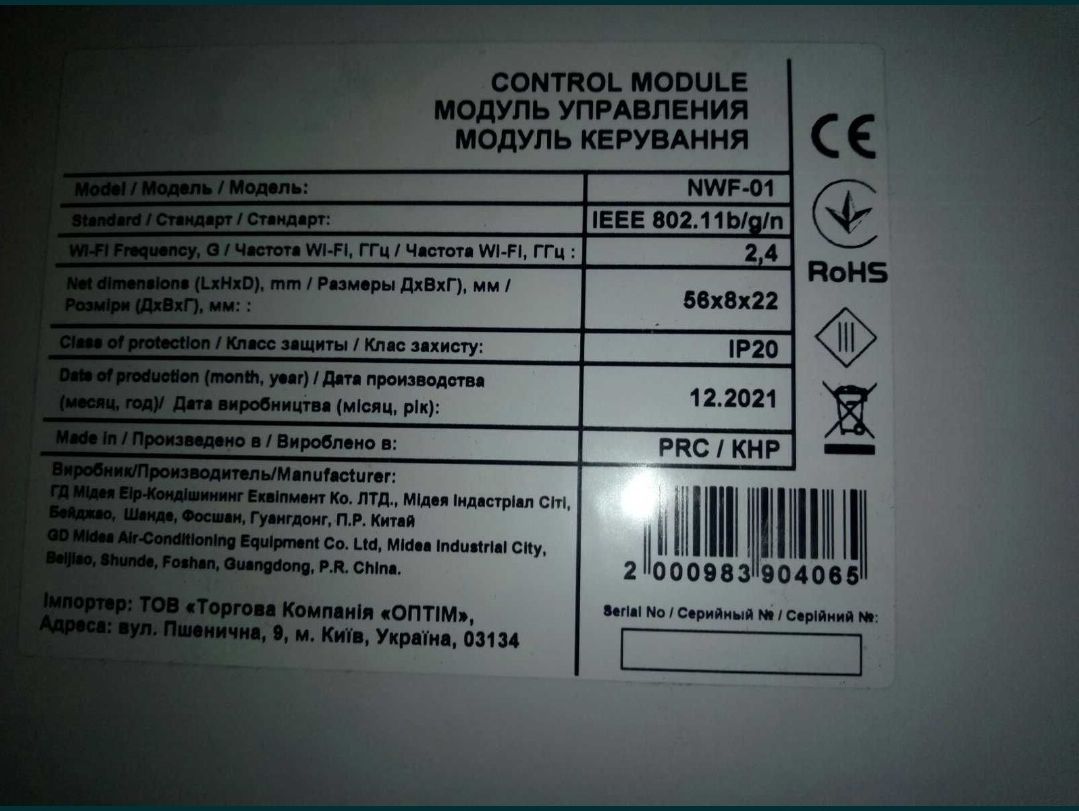 CONTROL MODULE
МОДУЛЬ УПРАВЛЕНИЯ
МОДУЛЬ КЕРУВАННЯ
Model / Модель / Модель: NWF-01
Standard / Стандарт / Стандарт: IEEE 802.11b/g/n
Wi-Fi Frequency, G / Частота Wi-Fi, ГГц / Частота Wi-Fi, ГГц : 2,4
Net dimensions (LxHxD), mm / Размеры ДхВхГ), мм /
Розміри (ДхВхГ), мм: : 56x8x22
Class of protection / Класс защиты / Клас захисту: IP20
Date of production (month, year) / Дата производства
(месяц, год)/ Дата виробництва (місяць, рік): 12.2021
Made in / Произведено в / Вироблено в: PRC / КНР
CE
RoHS
Виробник/Производитель/Manufacturer:
ГД Мідея Еір-Кондішининг Еквіпмент Ко. ЛТД., Мідея Індастріал Сіті,
Бейджао, Шанде, Фосшан, Гуангдонг, П.Р. Китай
GD Midea Air-Conditioning Equipment Co. Ltd, Midea Industrial City,
Beijiao, Shunde, Foshan, Guangdong, P.R. China.
Імпортер: ТОВ «Торгова Компанія «ОПТІМ»,
Адреса: вул. Пшенична, 9, м. Київ, Україна, 03134
2 000983 904065
Serial No / Серийный № / Серійний №: